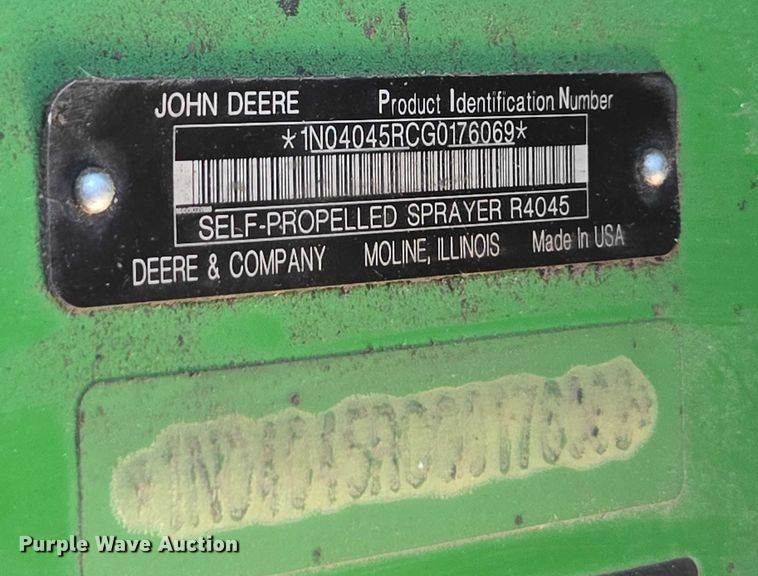 JOHN DEERE Product Identification Number
*1N04045RCG0176069*
SELF-PROPELLED SPRAYER R4045
DEERE & COMPANY MOLINE, ILLINOIS Made In USA
Purple Wave Auction